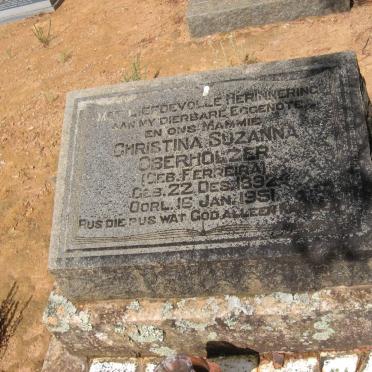 MET LIEFDEVOLLE HERINNERING
AAN MY DIERBARE EGGENOTE
EN ONS MAMMIE
CHRISTINA SUZANNA
OBERHOLZER
(GEB. FERREIRA)
GEB. 22 DES. 1892
OORL. 16 JAN. 1951
RUS DIE RUS WAT GOD ALLEEN